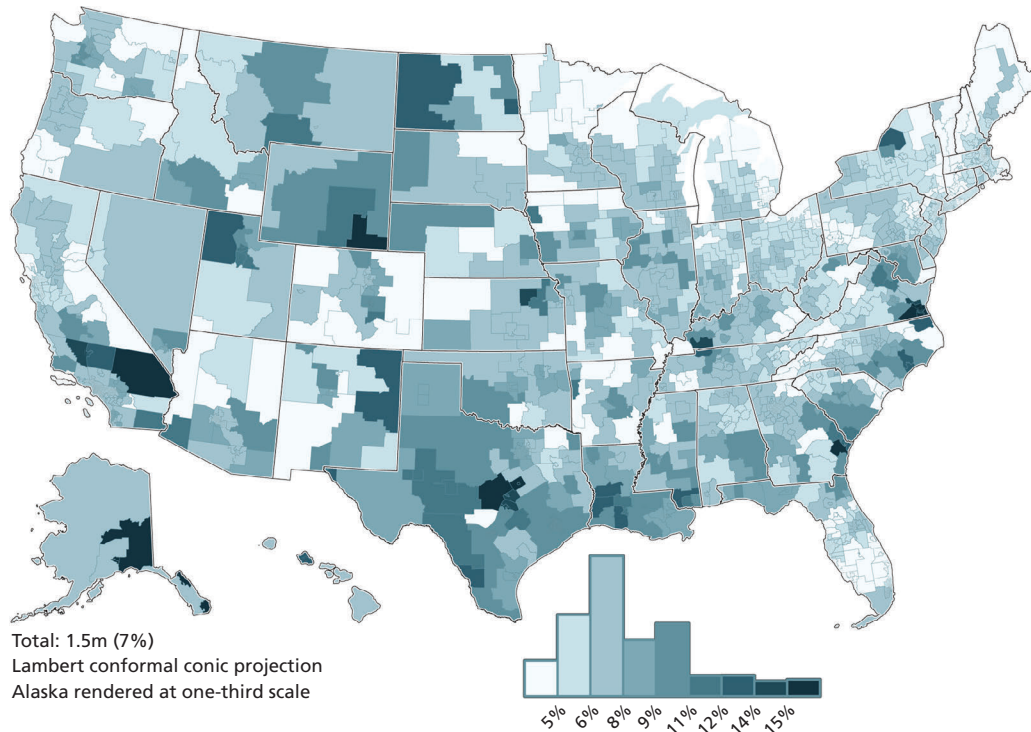 Total: 1.5m (7%)
Lambert conformal conic projection
Alaska rendered at one-third scale
5%
6%
8%
9%
11%
12%
14%
15%